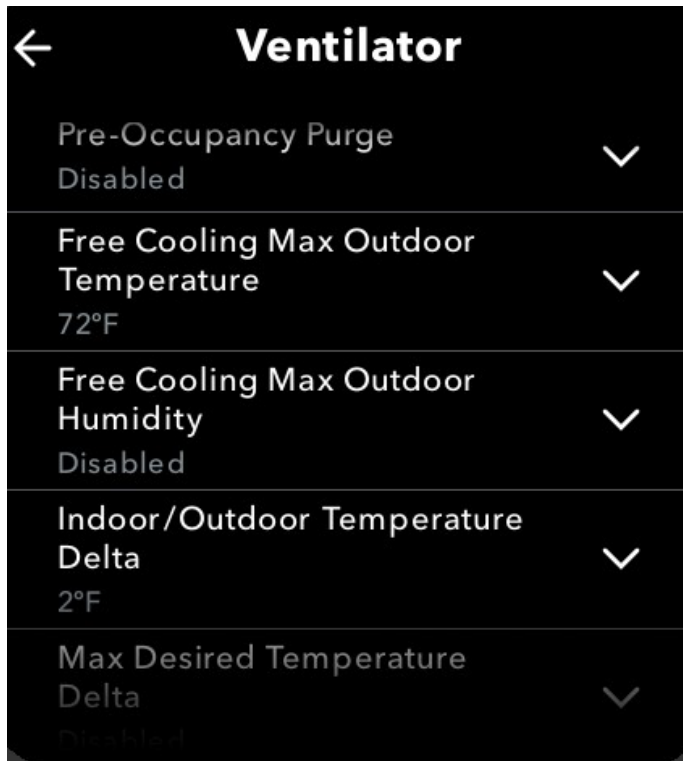 Ventilator
Pre-Occupancy Purge
Disabled
Free Cooling Max Outdoor
Temperature
72°F
Free Cooling Max Outdoor
Humidity
Disabled
Indoor/Outdoor Temperature
Delta
2°F
Max Desired Temperature
Delta
Disabled